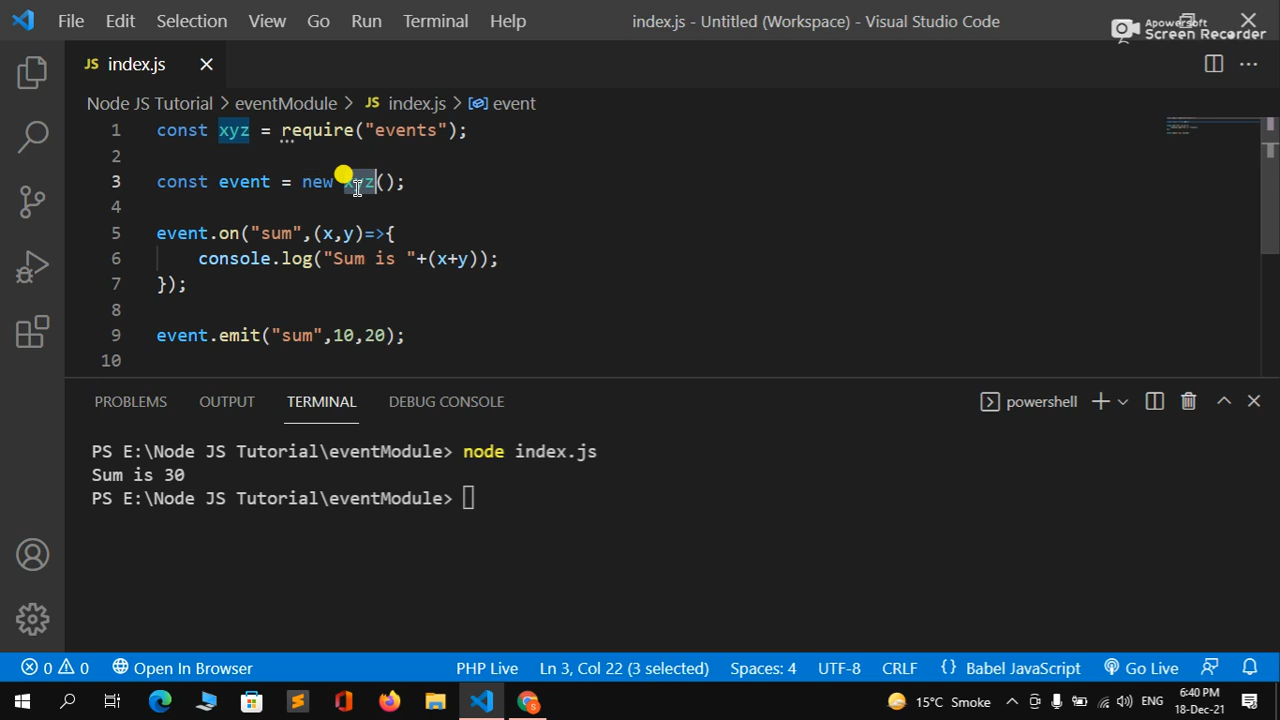 File Edit Selection View Go Run Terminal Help index.js - Untitled (Workspace) - Visual Studio Code
Apowersoft
Screen Recorder
JS index.js
Node JS Tutorial > eventModule > JS index.js > event
1 const xyz = require("events");
2
3 const event = new xyz();
4
5 event.on("sum",(x,y)=>{
6 console.log("Sum is "+(x+y));
7 });
8
9 event.emit("sum",10,20);
10
PROBLEMS OUTPUT TERMINAL DEBUG CONSOLE powershell
PS E:\Node JS Tutorial\eventModule> node index.js
Sum is 30
PS E:\Node JS Tutorial\eventModule>
0 0 Open In Browser PHP Live Ln 3, Col 22 (3 selected) Spaces: 4 UTF-8 CRLF {} Babel JavaScript Go Live
15°C Smoke ENG 6:40 PM
18-Dec-21